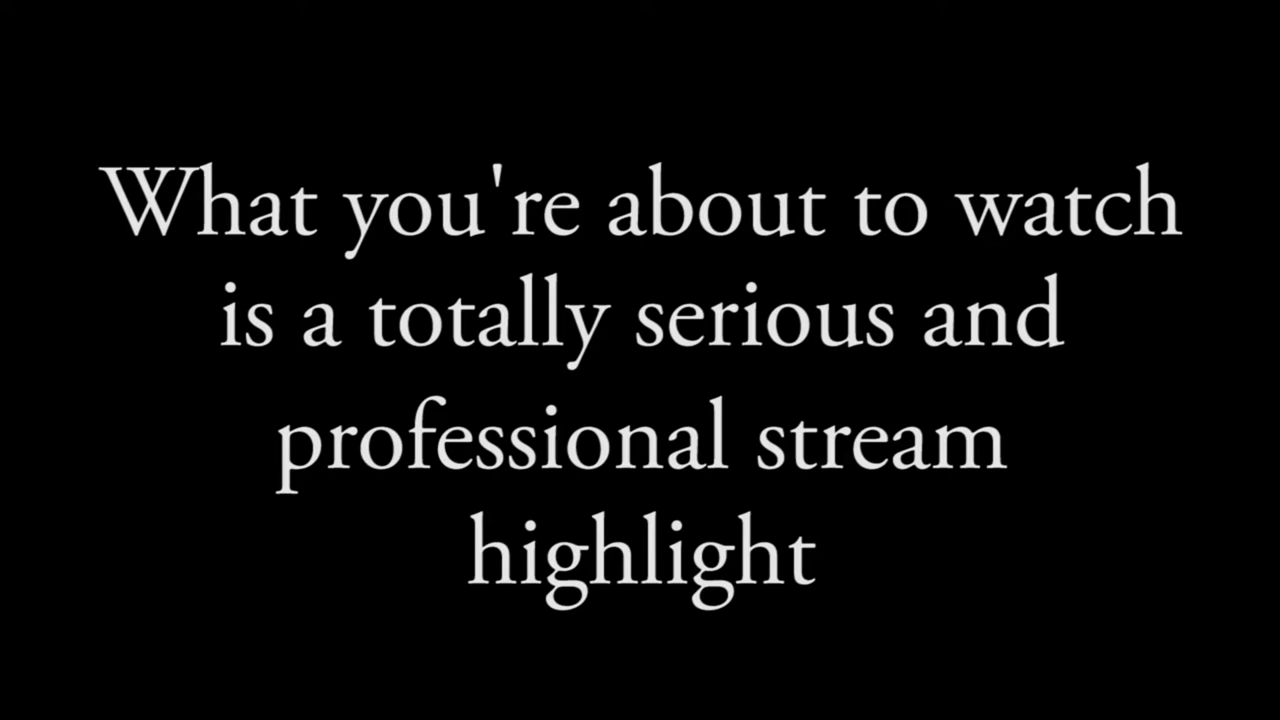 What you're about to watch
is a totally serious and
professional stream
highlight